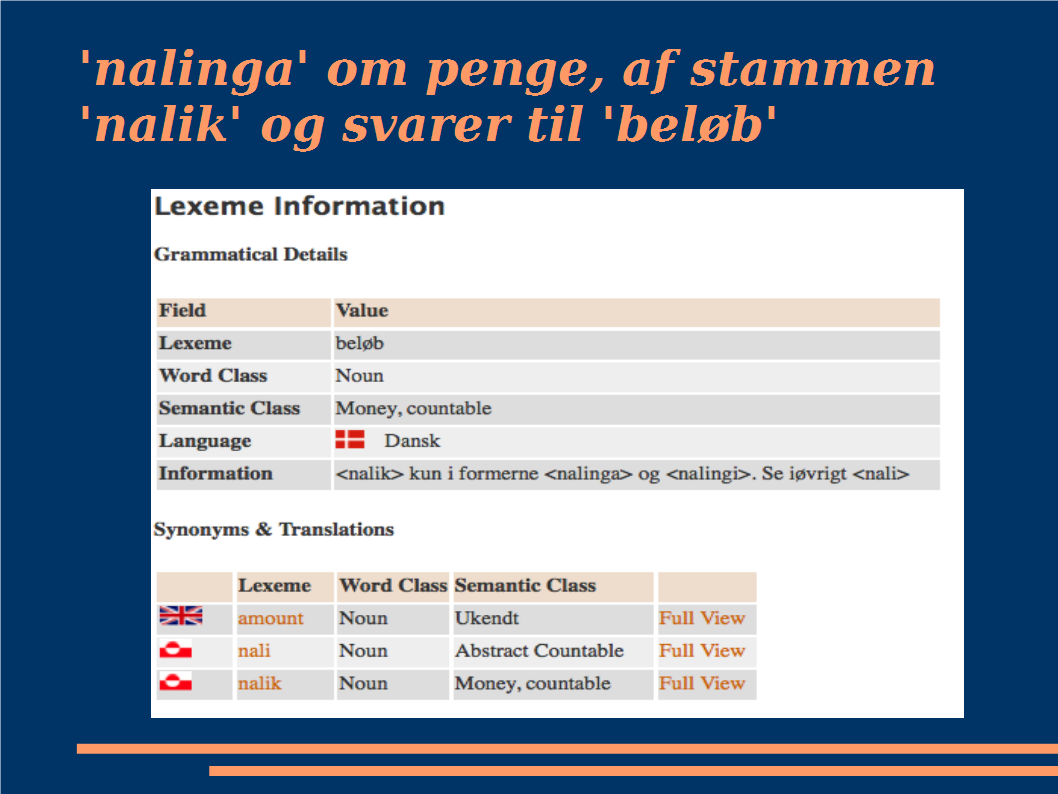 'nalinga' om penge, af stammen
'nalik' og svarer til 'beløb'
Lexeme Information
Grammatical Details
Field Value
Lexeme beløb
Word Class Noun
Semantic Class Money, countable
Language Dansk
Information <nalik> kun i formerne <nalinga> og <nalingi>. Se iøvrigt <nali>
Synonyms & Translations
Lexeme Word Class Semantic Class
amount Noun Ukendt Full View
nali Noun Abstract Countable Full View
nalik Noun Money, countable Full View